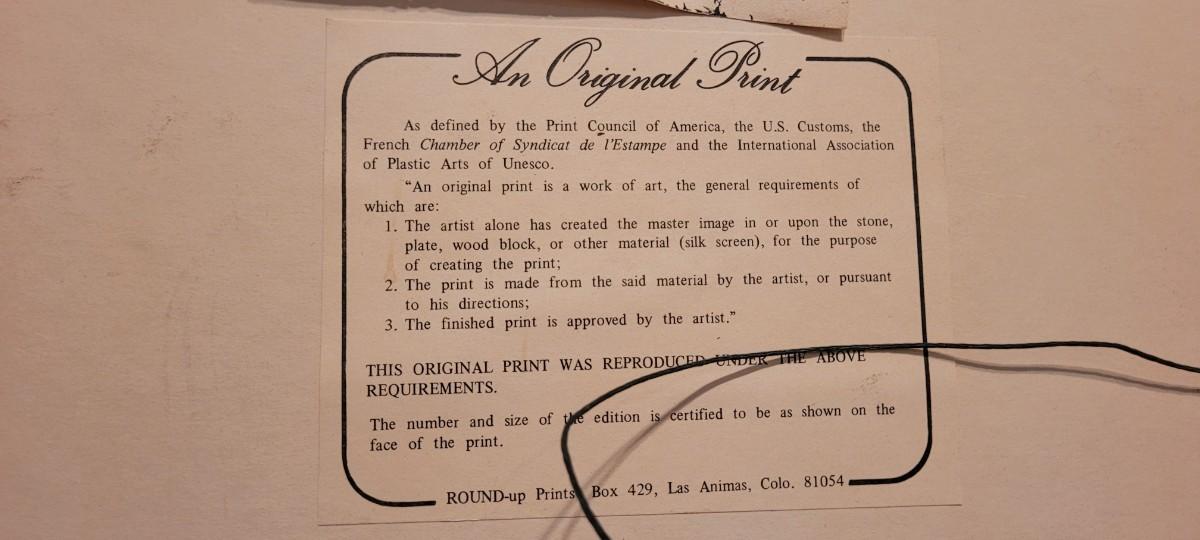 An Original Print
As defined by the Print Council of America, the U.S. Customs, the
French Chamber of Syndicat de l'Estampe and the International Association
of Plastic Arts of Unesco.
"An original print is a work of art, the general requirements of
which are:
1. The artist alone has created the master image in or upon the stone,
plate, wood block, or other material (silk screen), for the purpose
of creating the print;
2. The print is made from the said material by the artist, or pursuant
to his directions;
3. The finished print is approved by the artist."
THIS ORIGINAL PRINT WAS REPRODUCED UNDER THE ABOVE
REQUIREMENTS.
The number and size of the edition is certified to be as shown on the
face of the print.
ROUND-up Prints Box 429, Las Animas, Colo. 81054